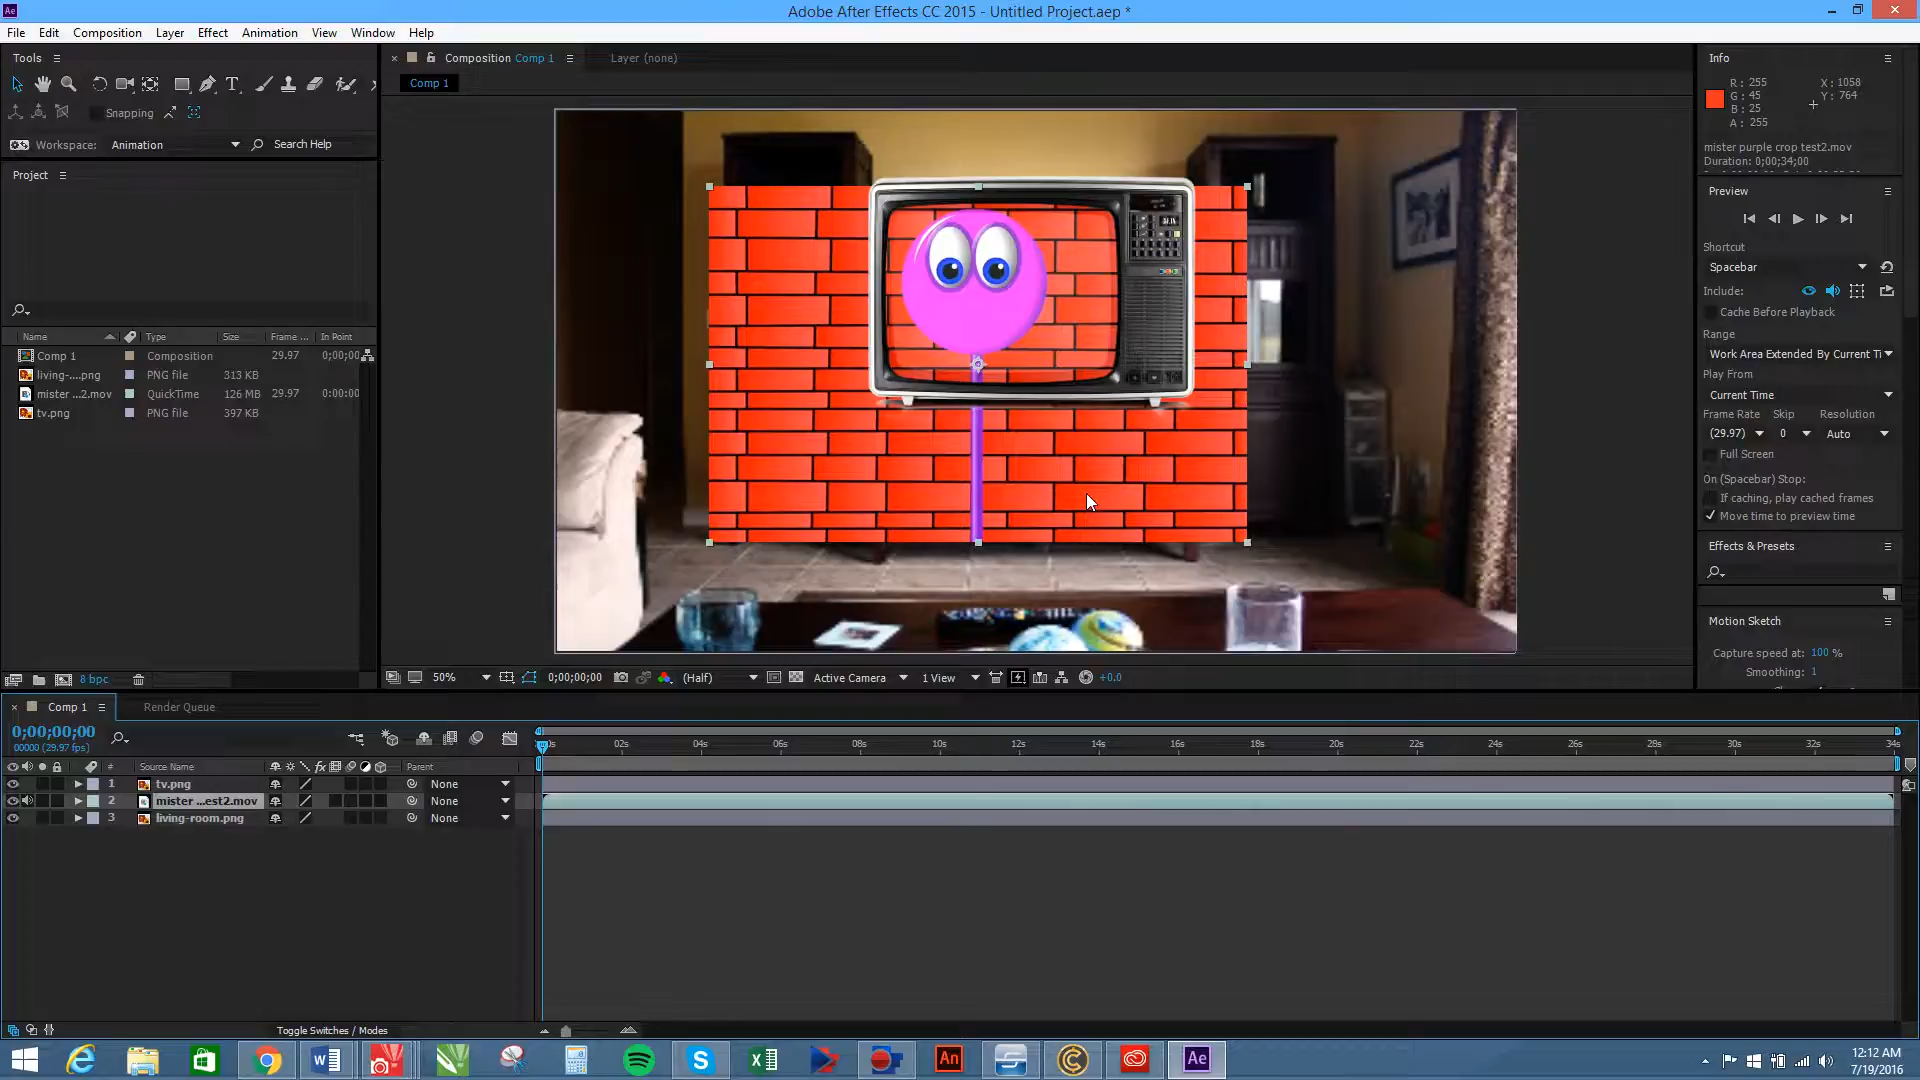 Adobe After Effects CC 2015 - Untitled Project.aep *
File Edit Composition Layer Effect Animation View Window Help
Tools
Snapping
Workspace: Animation Search Help
Project
Name Type Size Frame ... In Point
Comp 1 Composition 29.97 0;00;00
living-....png PNG file 313 KB
mister ...2.mov QuickTime 126 MB 29.97 0:00:00
tv.png PNG file 397 KB
8 bpc
Composition Comp 1 Layer (none)
Comp 1
50% 0;00;00;00 (Half) Active Camera 1 View +0.0
Info
R : 255 X : 1058
G : 45 Y : 764
B : 25
A : 255
mister purple crop test2.mov
Duration: 0;00;34;00
Preview
Shortcut
Spacebar
Include:
Cache Before Playback
Range
Work Area Extended By Current Ti
Play From
Current Time
Frame Rate Skip Resolution
(29.97) 0 Auto
Full Screen
On (Spacebar) Stop:
If caching, play cached frames
Move time to preview time
Effects & Presets
Motion Sketch
Capture speed at: 100 %
Smoothing: 1
Comp 1 Render Queue
0;00;00;00
00000 (29.97 fps)
02s 04s 06s 08s 10s 12s 14s 16s 18s 20s 22s 24s 26s 28s 30s 32s 34s
# Source Name fx Parent
1 tv.png None
2 mister ...est2.mov None
3 living-room.png None
Toggle Switches / Modes
12:12 AM
7/19/2016